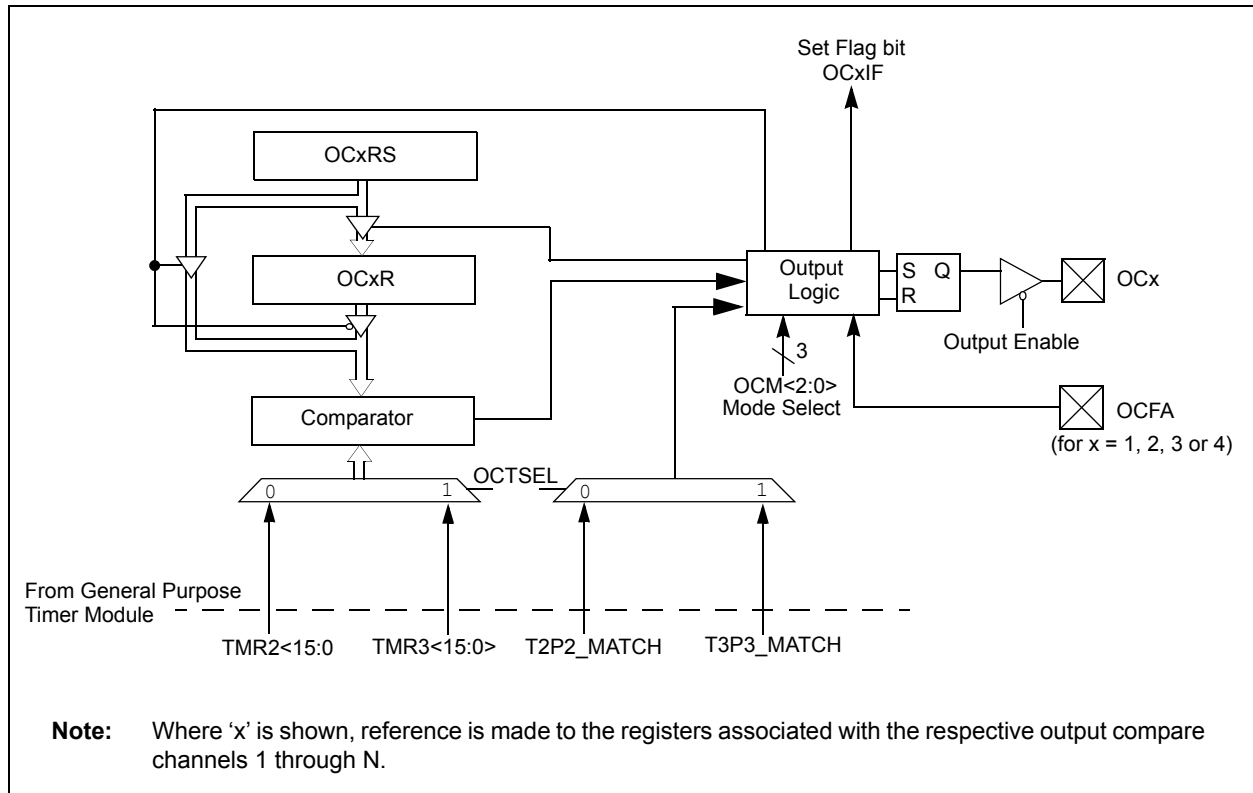 Set Flag bit
OCxIF
OCxRS
OCxR
Comparator
Output
Logic
S Q
R
OCx
Output Enable
3
OCM<2:0>
Mode Select
OCFA
(for x = 1, 2, 3 or 4)
OCTSEL
0 1
0 1
From General Purpose
Timer Module
TMR2<15:0 TMR3<15:0> T2P2_MATCH T3P3_MATCH
Note: Where ‘x’ is shown, reference is made to the registers associated with the respective output compare
channels 1 through N.